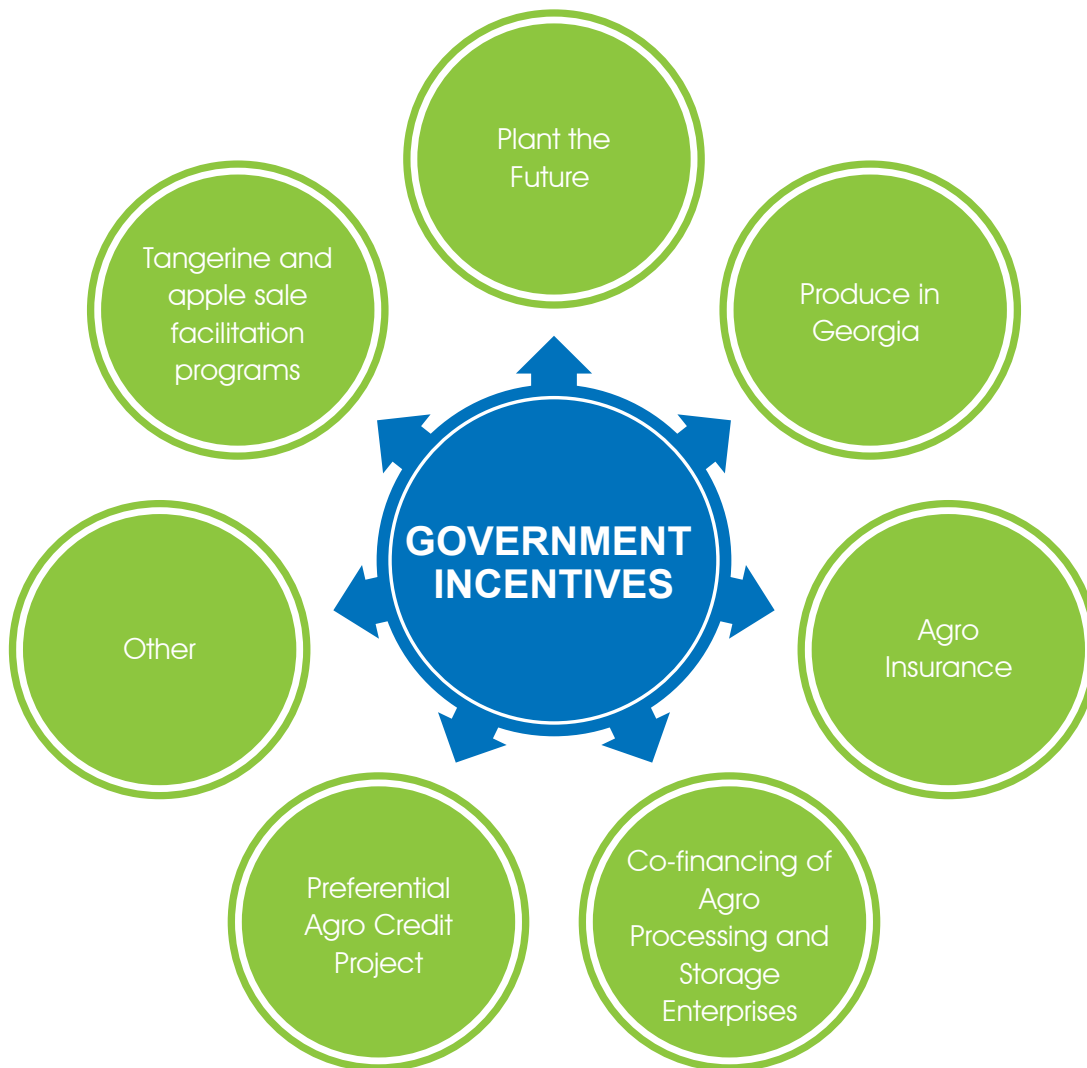 Plant the
Future
Tangerine and
apple sale
facilitation
programs
Produce in
Georgia
GOVERNMENT
INCENTIVES
Other
Agro
Insurance
Preferential
Agro Credit
Project
Co-financing of
Agro
Processing and
Storage
Enterprises